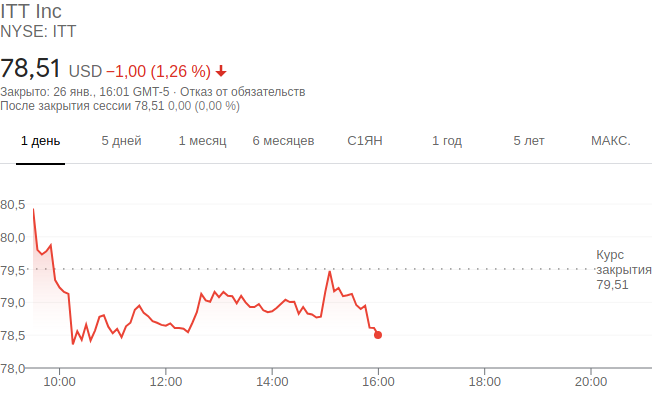 ITT Inc
NYSE: ITT
78,51 USD −1,00 (1,26 %)
Закрыто: 26 янв., 16:01 GMT-5 · Отказ от обязательств
После закрытия сессии 78,51 0,00 (0,00 %)
1 день 5 дней 1 месяц 6 месяцев С1ЯН 1 год 5 лет МАКС.
80,5
80,0
79,5
79,0
78,5
78,0
Курс
закрытия
79,51
10:00 12:00 14:00 16:00 18:00 20:00